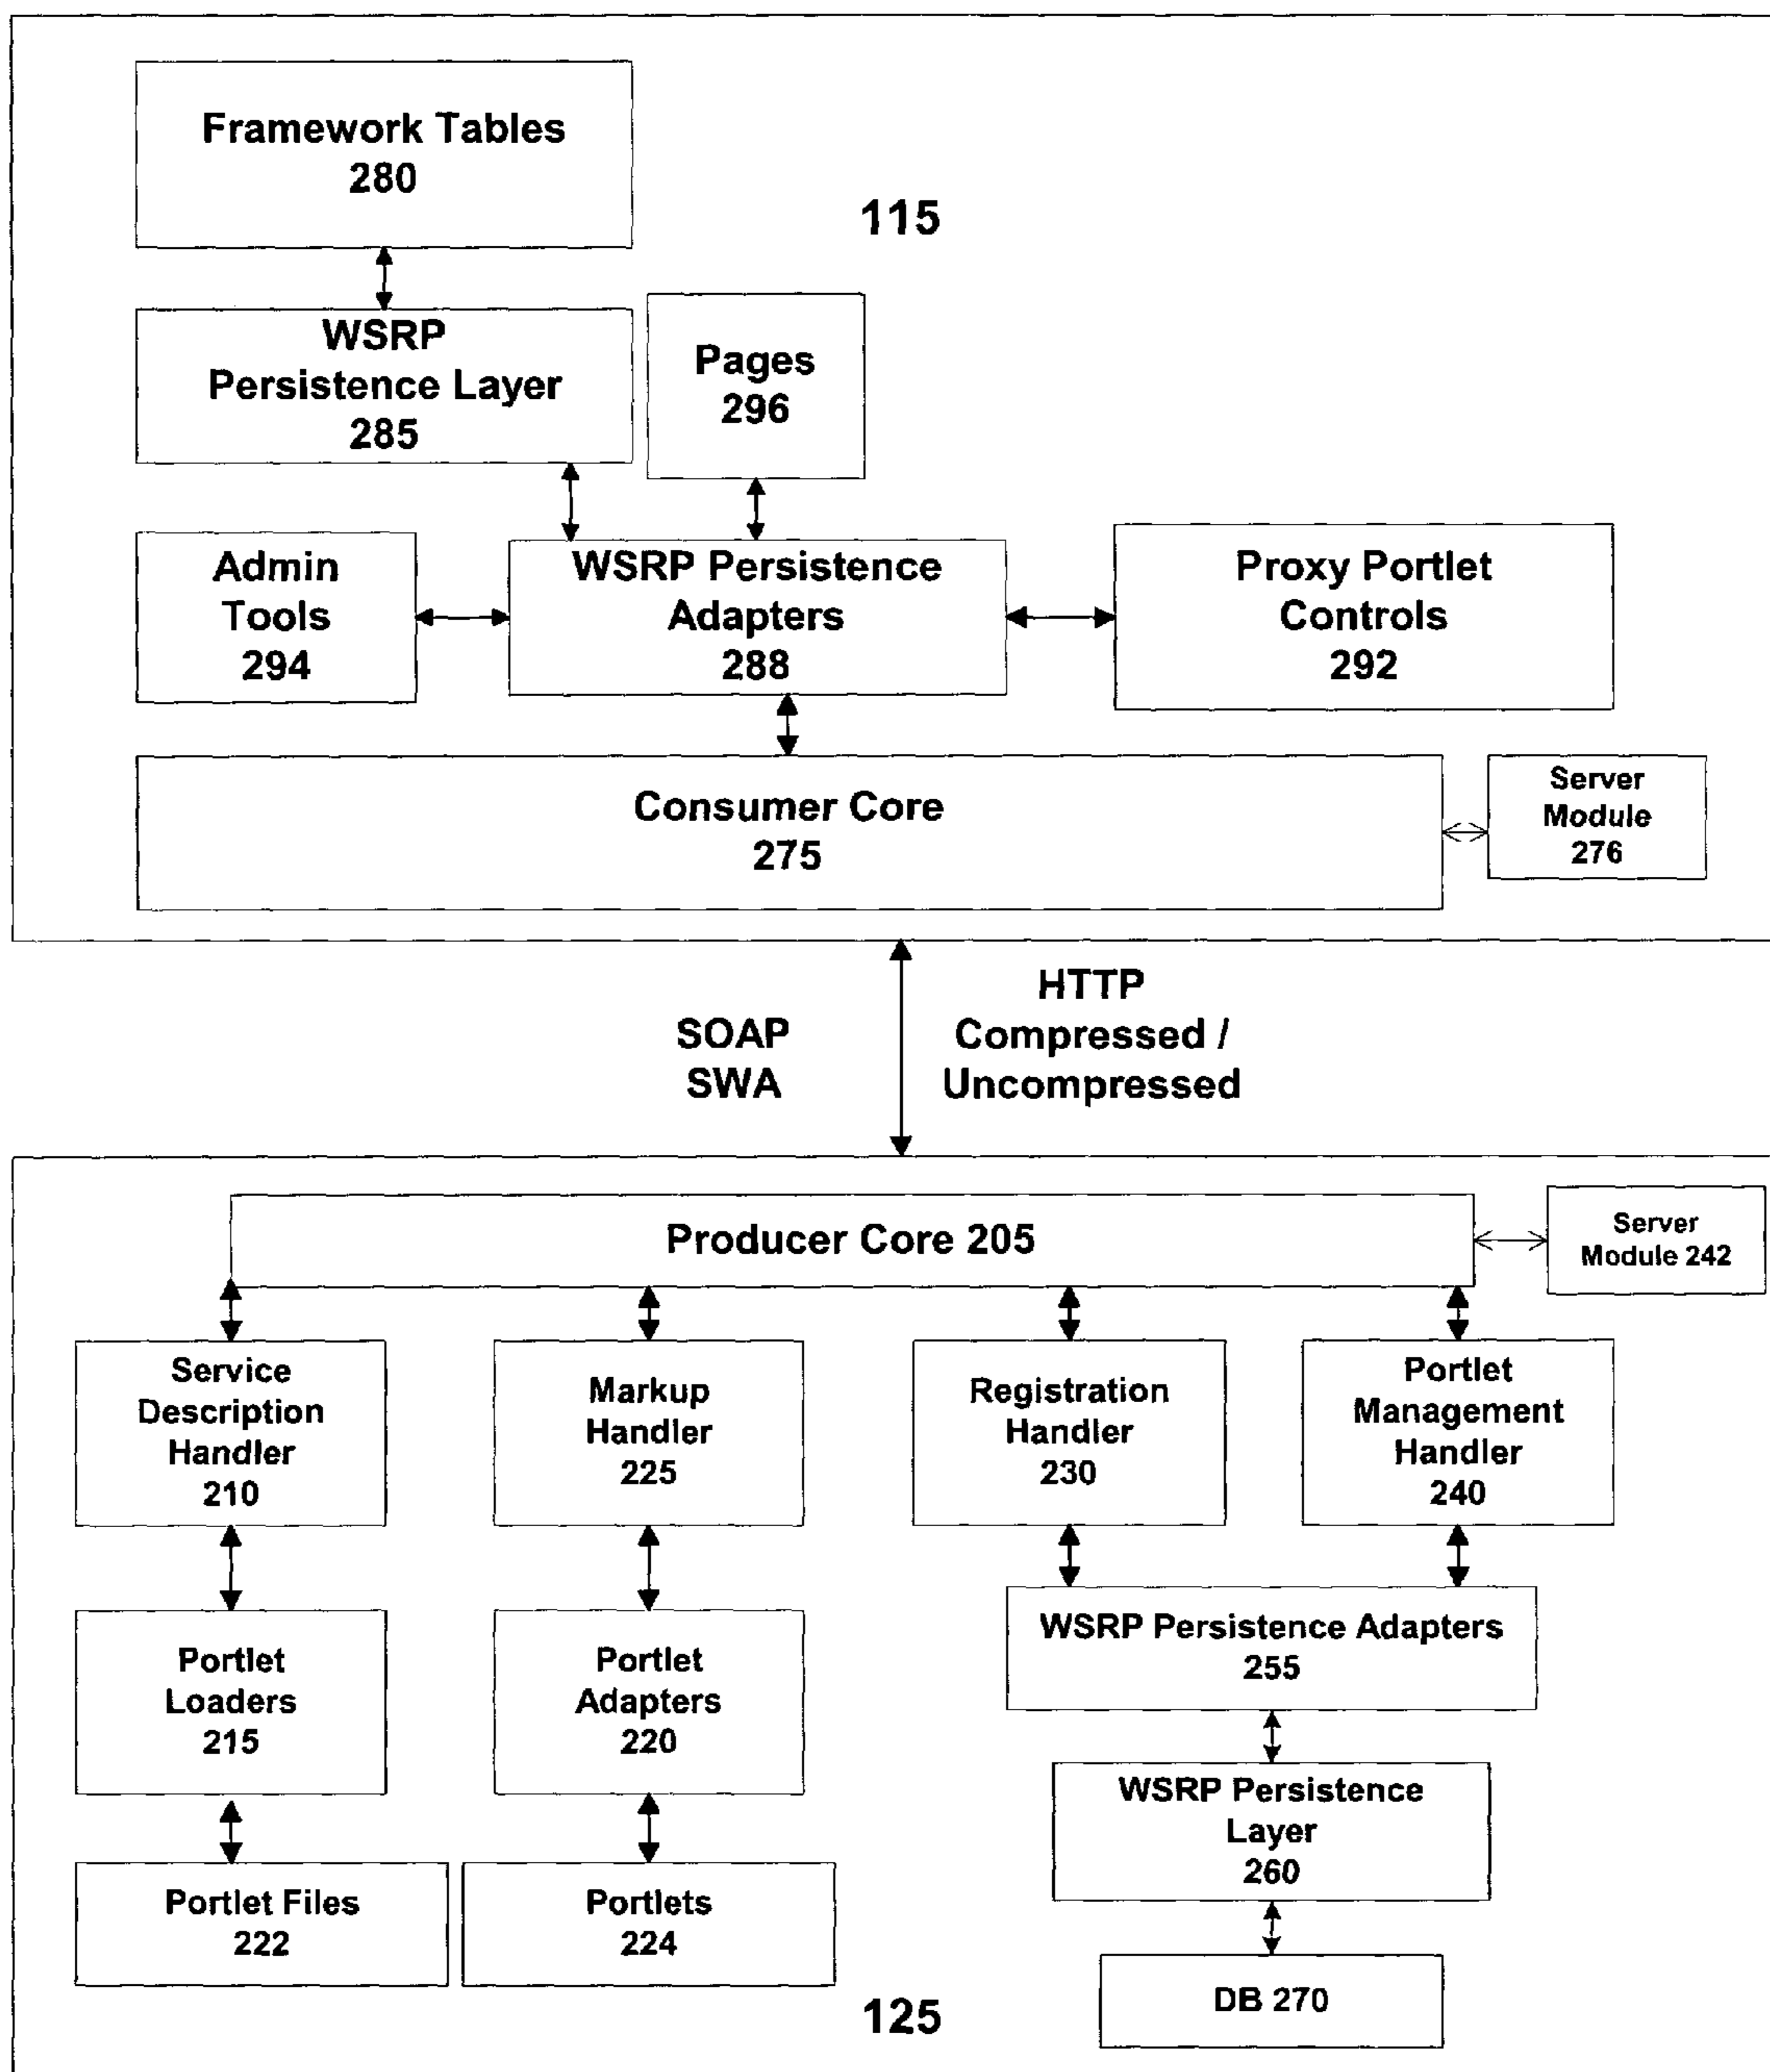 Framework Tables
280
115
WSRP
Persistence Layer
285
Pages
296
Admin
Tools
294
WSRP Persistence
Adapters
288
Proxy Portlet
Controls
292
Consumer Core
275
Server
Module
276
SOAP
SWA
HTTP
Compressed /
Uncompressed
Producer Core 205
Server
Module 242
Service
Description
Handler
210
Markup
Handler
225
Registration
Handler
230
Portlet
Management
Handler
240
Portlet
Loaders
215
Portlet
Adapters
220
WSRP Persistence Adapters
255
WSRP Persistence
Layer
260
Portlet Files
222
Portlets
224
DB 270
125